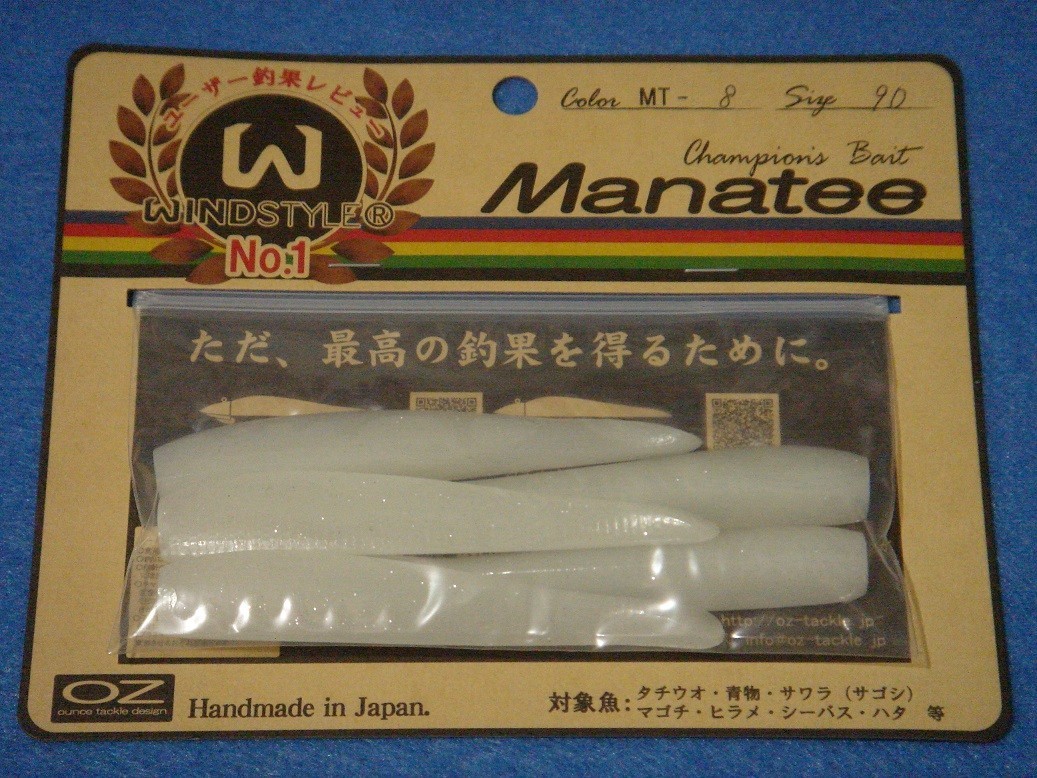 ユーザー釣果レビュー
W
WINDSTYLE®
No.1
Color MT- 8 Size 90
Champion's Bait
Manatee
ただ、最高の釣果を得るために。
http://oz-tackle.jp
info@oz-tackle.jp
OZ
ounce tackle design
Handmade in Japan.
対象魚：タチウオ・青物・サワラ（サゴシ）
マゴチ・ヒラメ・シーバス・ハタ 等